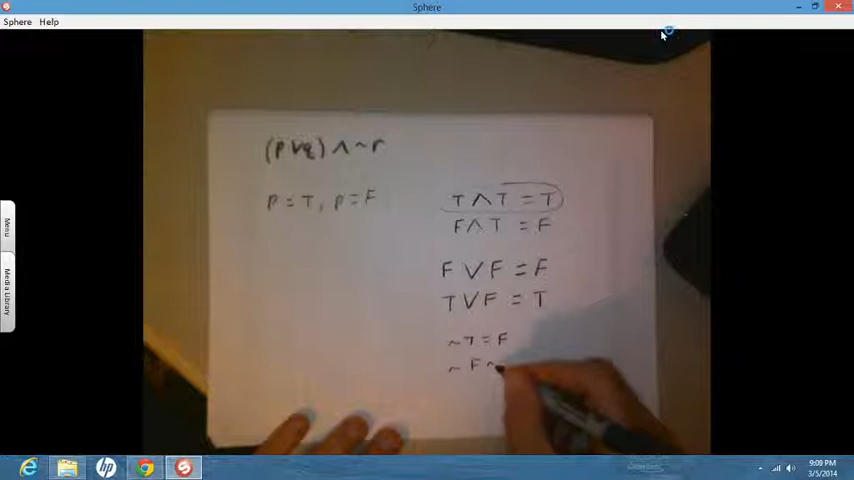 Sphere
Sphere Help
Menu
Media Library
(p∨q) ∧ ~r
P = T, P = F
T ∧ T = T
F ∧ T = F
F ∨ F = F
T ∨ F = T
~T = F
~F
9:09 PM
3/5/2014